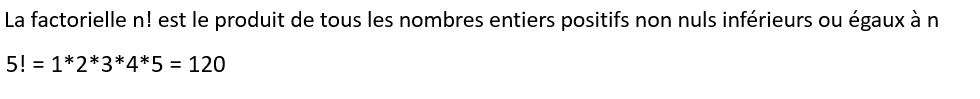 La factorielle n! est le produit de tous les nombres entiers positifs non nuls inférieurs ou égaux à n
5! = 1*2*3*4*5 = 120